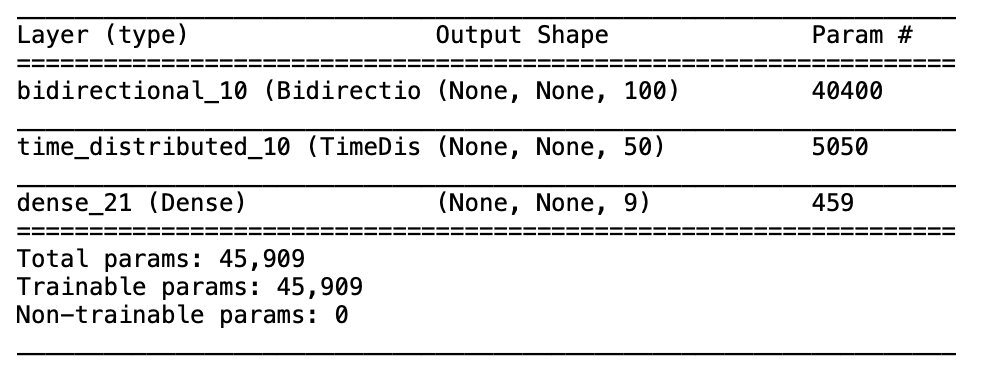 Layer (type) Output Shape Param #
bidirectional_10 (Bidirectio (None, None, 100) 40400
time_distributed_10 (TimeDis (None, None, 50) 5050
dense_21 (Dense) (None, None, 9) 459
Total params: 45,909
Trainable params: 45,909
Non-trainable params: 0